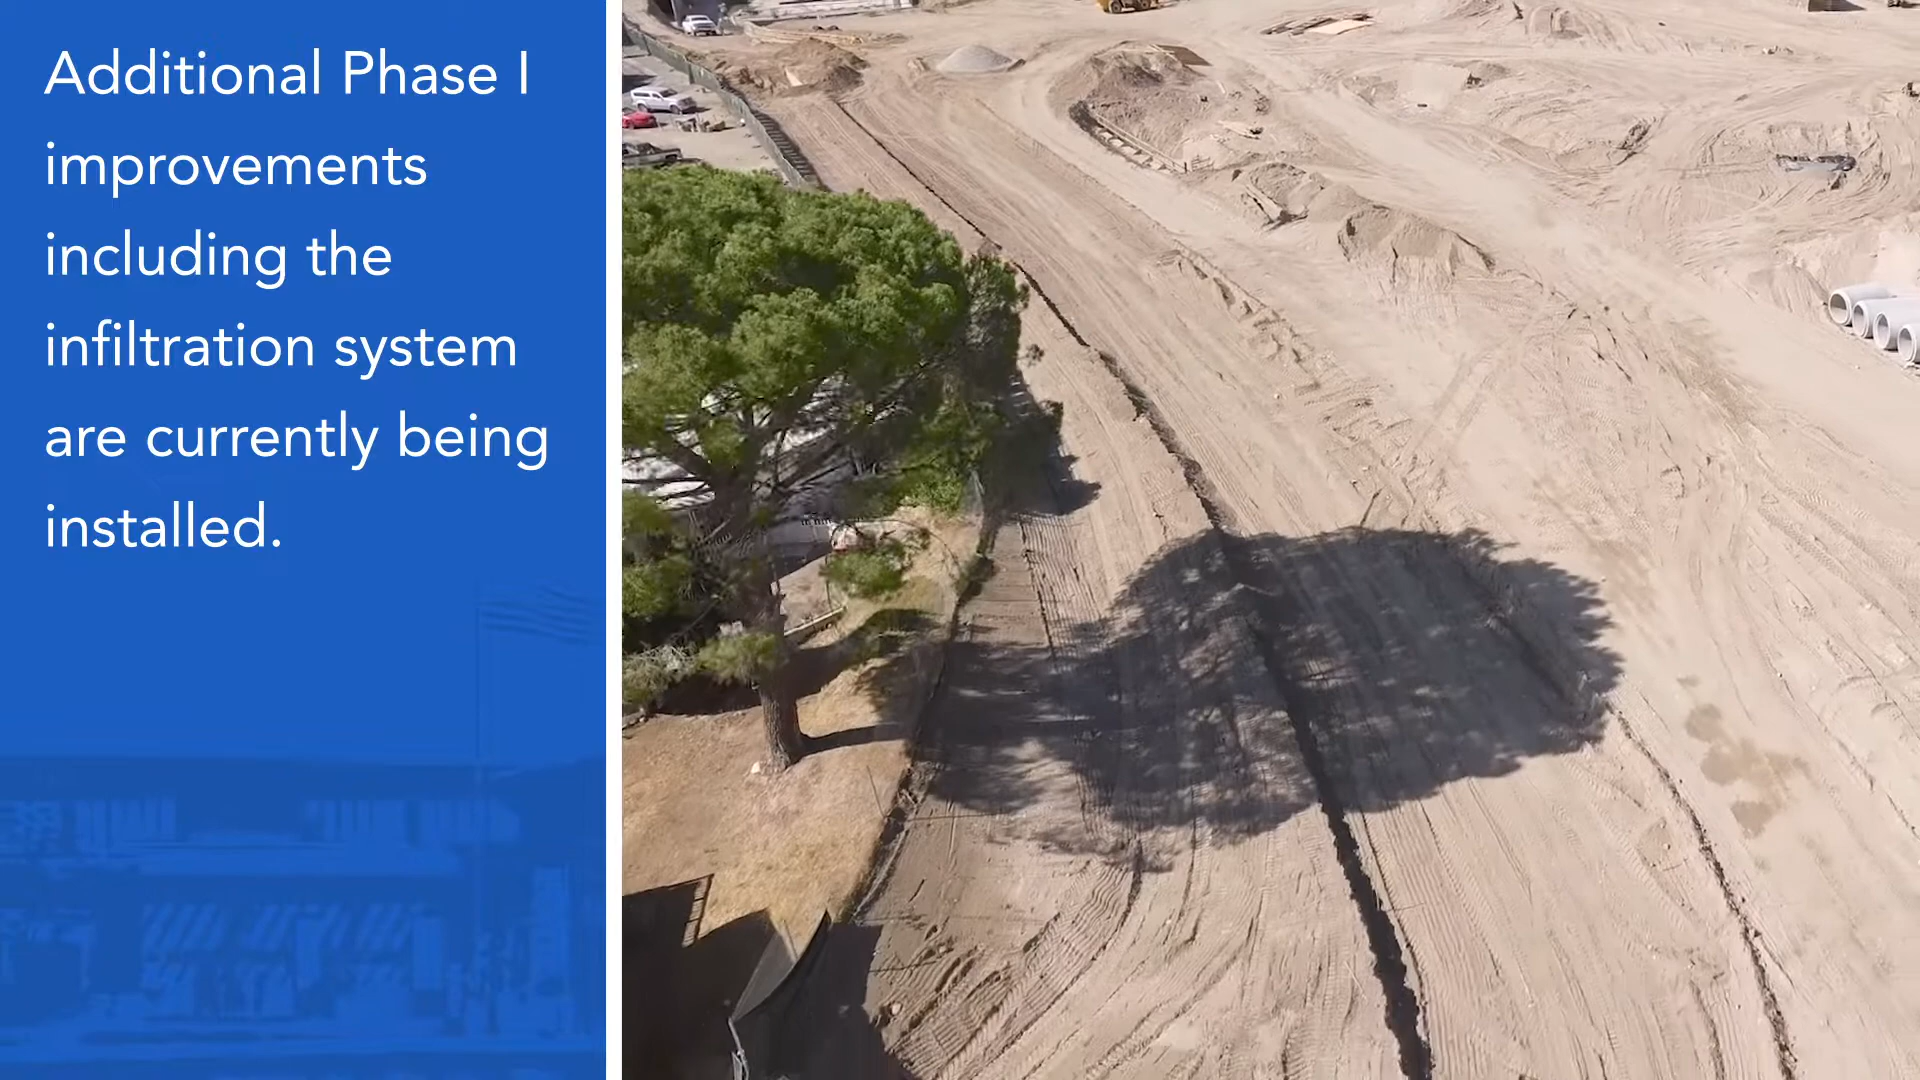 Additional Phase I
improvements
including the
infiltration system
are currently being
installed.